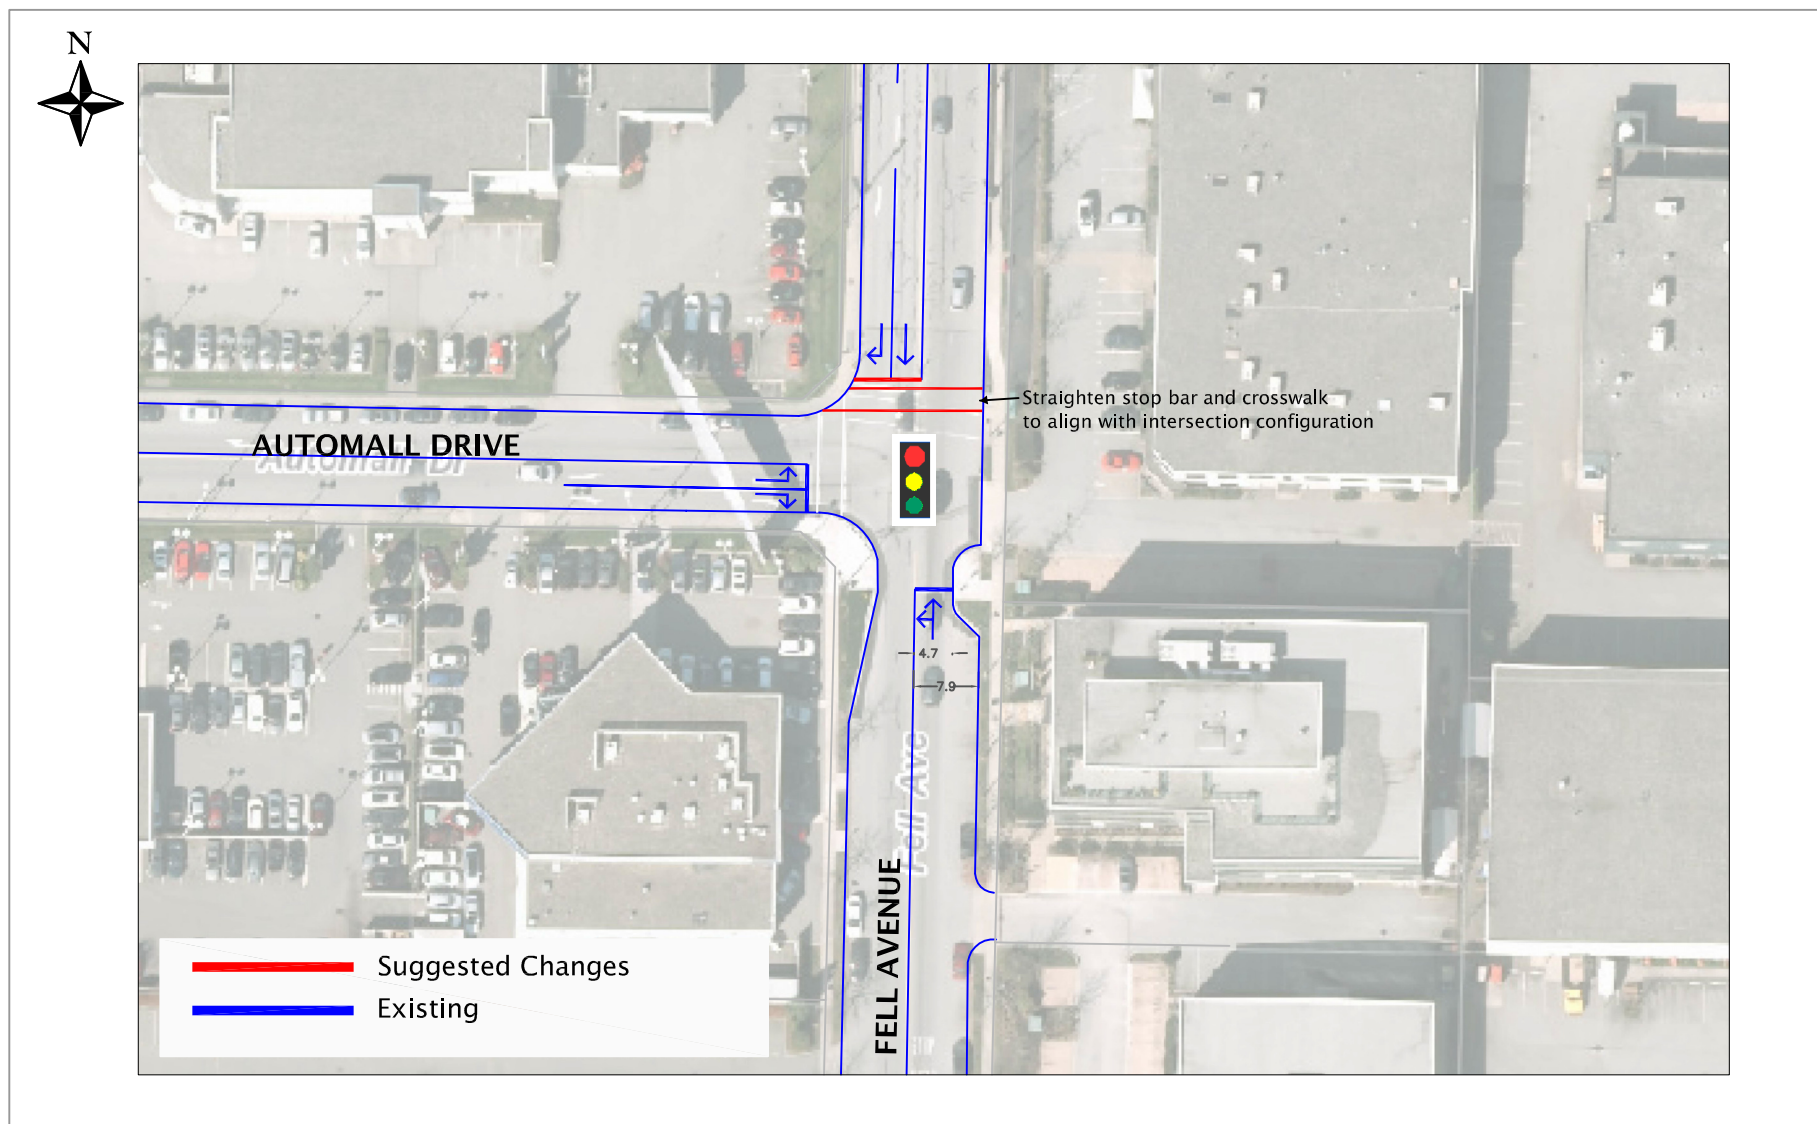 N
Straighten stop bar and crosswalk
to align with intersection configuration
AUTOMALL DRIVE
Automall Dr
4.7
7.9
Fell Ave
FELL AVENUE
Suggested Changes
Existing